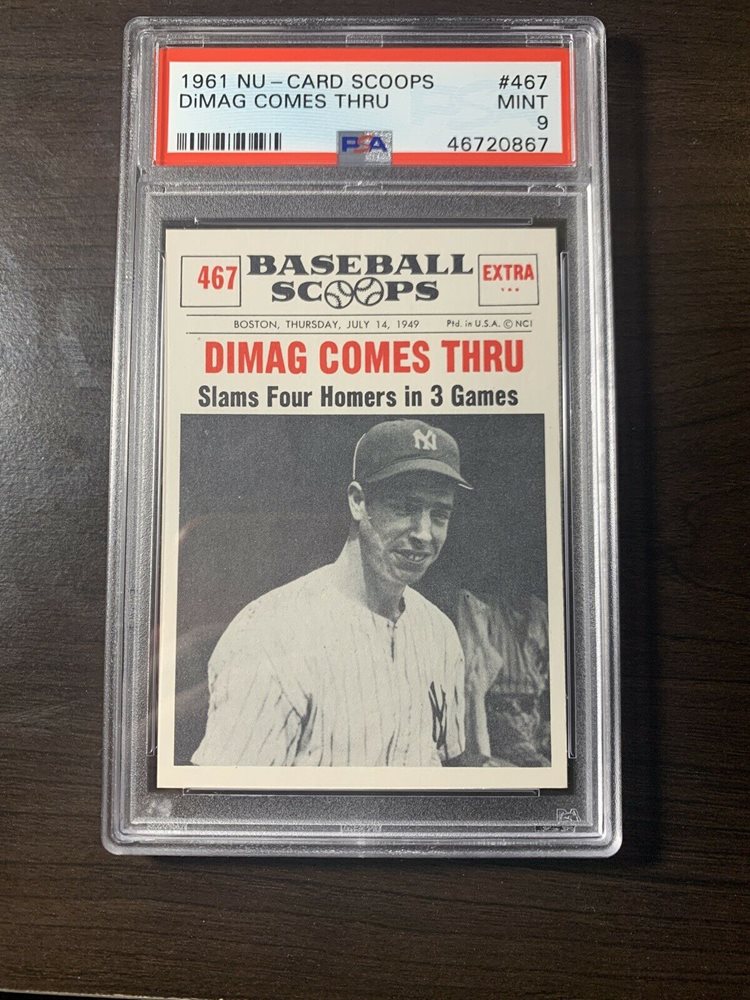 1961 NU-CARD SCOOPS #467
DiMAG COMES THRU MINT
9
PSA 46720867
467 BASEBALL SCOOPS EXTRA
BOSTON, THURSDAY, JULY 14, 1949 Ptd. in U.S.A. © NCI
DIMAG COMES THRU
Slams Four Homers in 3 Games
NY
NY